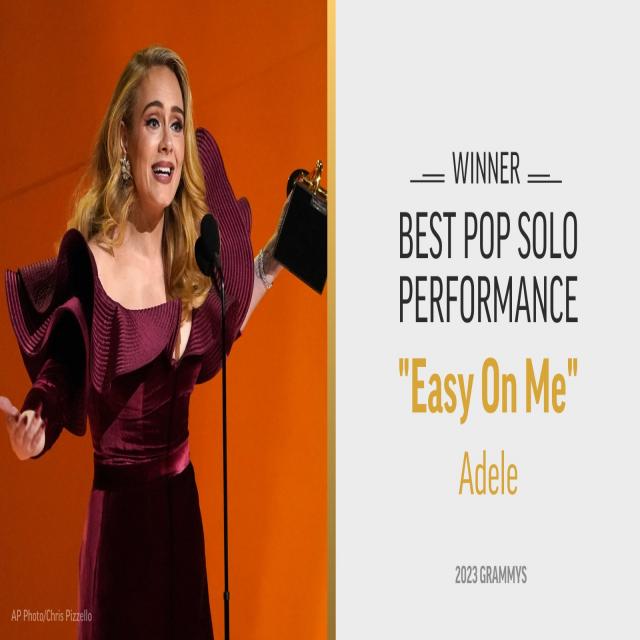 WINNER
BEST POP SOLO
PERFORMANCE
"Easy On Me"
Adele
2023 GRAMMYS
AP Photo/Chris Pizzello